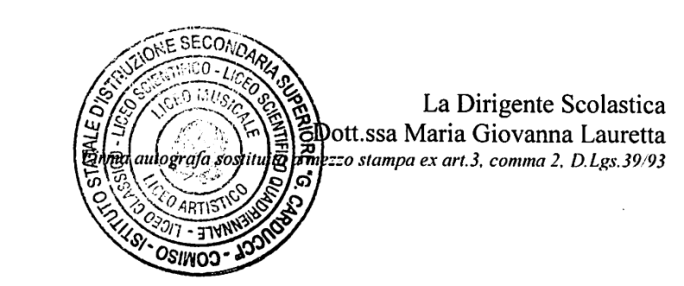 ISTITUTO STATALE D'ISTRUZIONE SECONDARIA SUPERIORE "G. CARDUCCI" - COMISO -
LICEO CLASSICO - LICEO SCIENTIFICO - LICEO SCIENTIFICO QUADRIENNALE -
LICEO MUSICALE
LICEO ARTISTICO
La Dirigente Scolastica
Dott.ssa Maria Giovanna Lauretta
Firma autografa sostituita a mezzo stampa ex art.3, comma 2, D.Lgs.39/93